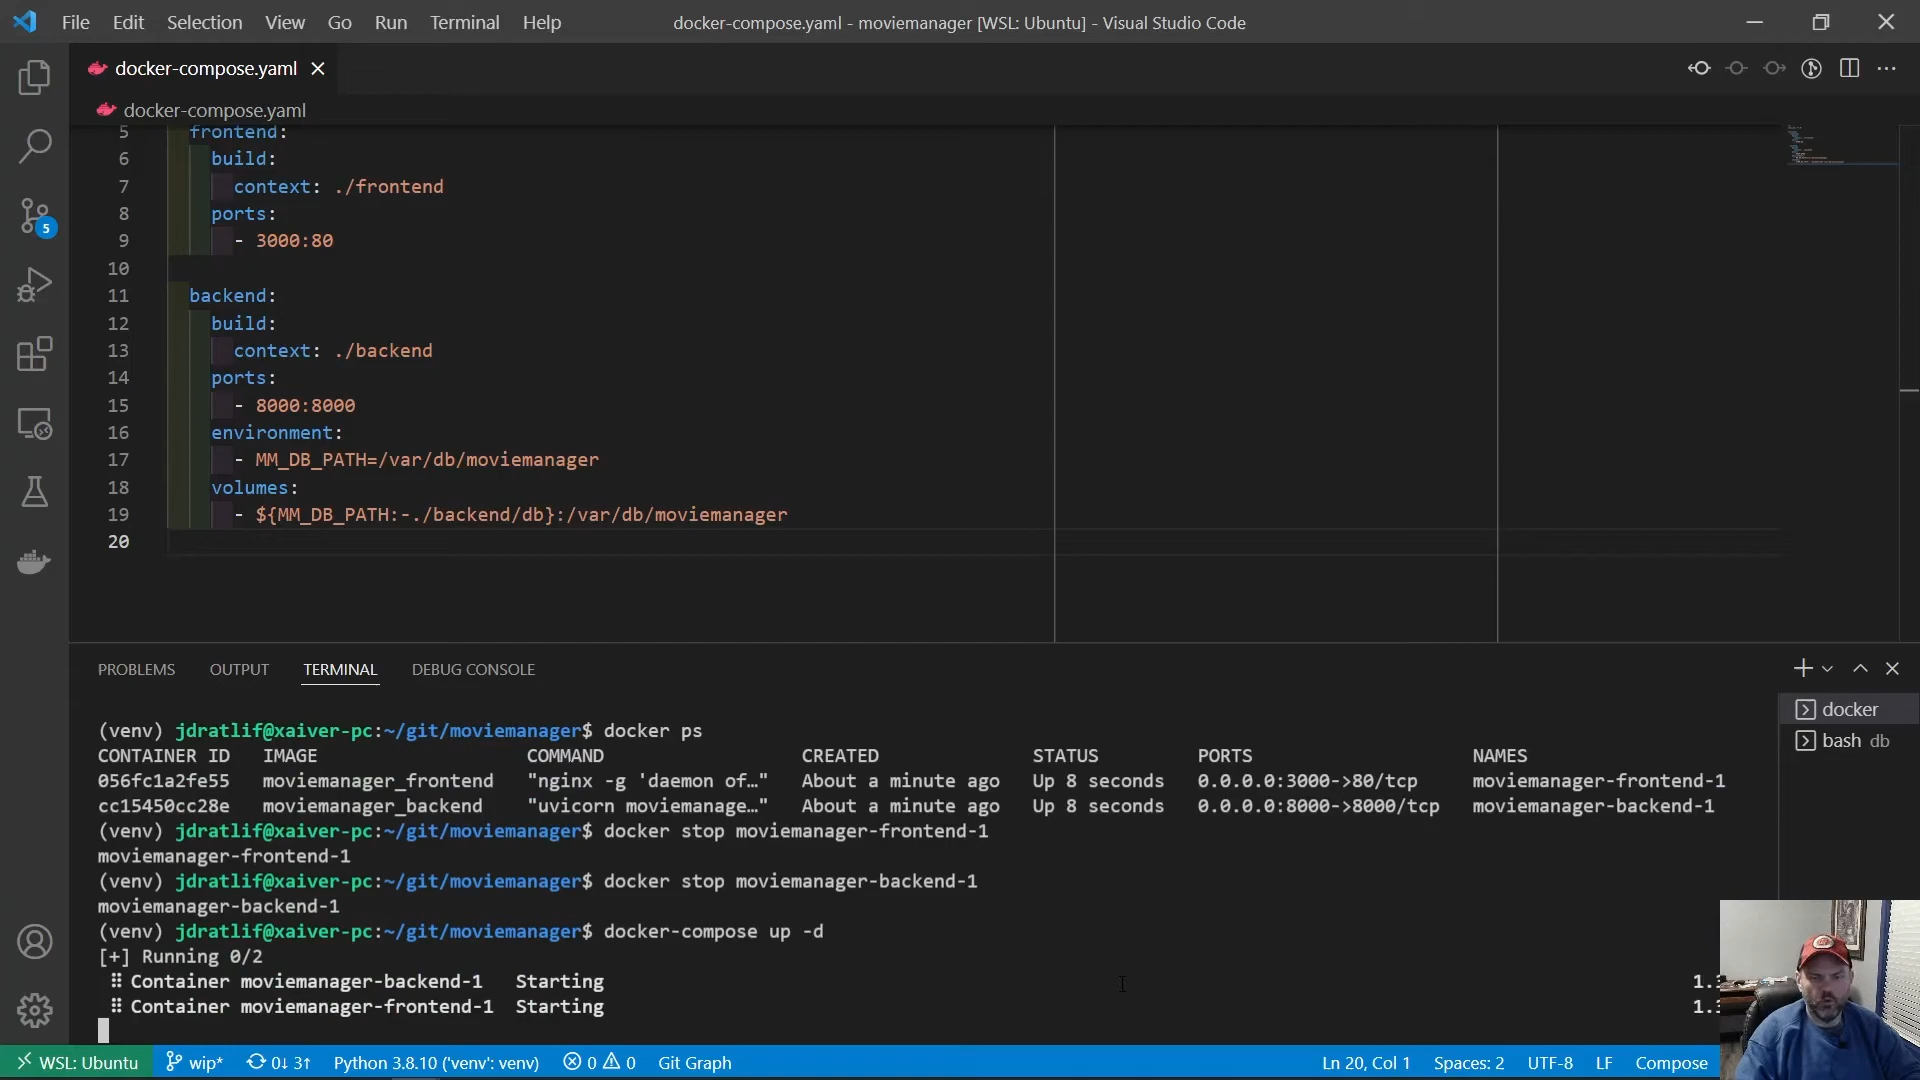 File Edit Selection View Go Run Terminal Help docker-compose.yaml - moviemanager [WSL: Ubuntu] - Visual Studio Code
docker-compose.yaml
docker-compose.yaml
5 frontend:
6 build:
7 context: ./frontend
8 ports:
9 - 3000:80
10
11 backend:
12 build:
13 context: ./backend
14 ports:
15 - 8000:8000
16 environment:
17 - MM_DB_PATH=/var/db/moviemanager
18 volumes:
19 - ${MM_DB_PATH:-./backend/db}:/var/db/moviemanager
20
5
PROBLEMS OUTPUT TERMINAL DEBUG CONSOLE
docker
bash db
(venv) jdratlif@xaiver-pc:~/git/moviemanager$ docker ps
CONTAINER ID IMAGE COMMAND CREATED STATUS PORTS NAMES
056fc1a2fe55 moviemanager_frontend "nginx -g 'daemon of…" About a minute ago Up 8 seconds 0.0.0.0:3000->80/tcp moviemanager-frontend-1
cc15450cc28e moviemanager_backend "uvicorn moviemanage…" About a minute ago Up 8 seconds 0.0.0.0:8000->8000/tcp moviemanager-backend-1
(venv) jdratlif@xaiver-pc:~/git/moviemanager$ docker stop moviemanager-frontend-1
moviemanager-frontend-1
(venv) jdratlif@xaiver-pc:~/git/moviemanager$ docker stop moviemanager-backend-1
moviemanager-backend-1
(venv) jdratlif@xaiver-pc:~/git/moviemanager$ docker-compose up -d
[+] Running 0/2
⠿ Container moviemanager-backend-1 Starting
⠿ Container moviemanager-frontend-1 Starting
WSL: Ubuntu wip* 0↓ 3↑ Python 3.8.10 ('venv': venv) 0 0 Git Graph Ln 20, Col 1 Spaces: 2 UTF-8 LF Compose